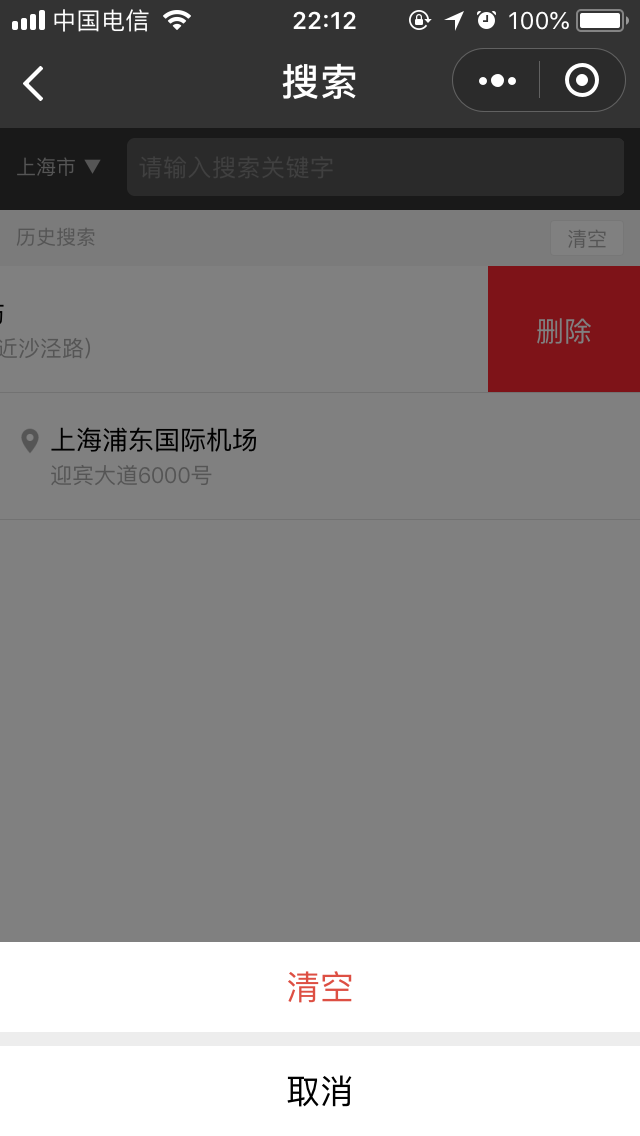 中国电信 22:12 100%
搜索
上海市 ▼ 请输入搜索关键字
历史搜索 清空
近沙泾路） 删除
上海浦东国际机场
迎宾大道6000号
清空
取消